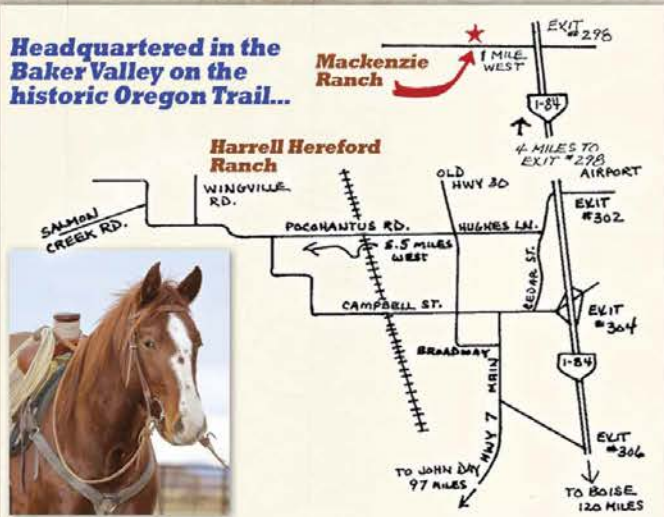 Headquartered in the
Baker Valley on the
historic Oregon Trail...
Mackenzie
Ranch
1 MILE
WEST
EXIT
#298
I-84
4 MILES TO
EXIT #298
AIRPORT
Harrell Hereford
Ranch
WINGVILLE
RD.
OLD
HWY 30
EXIT
#302
SALMON
CREEK RD.
POCOHANTUS RD.
HUGHES LN.
5.5 MILES
WEST
CEDAR ST.
CAMPBELL ST.
EXIT
#304
BROADWAY
I-84
HWY 7 MAIN
EXIT
#306
TO JOHN DAY
97 MILES
TO BOISE
120 MILES